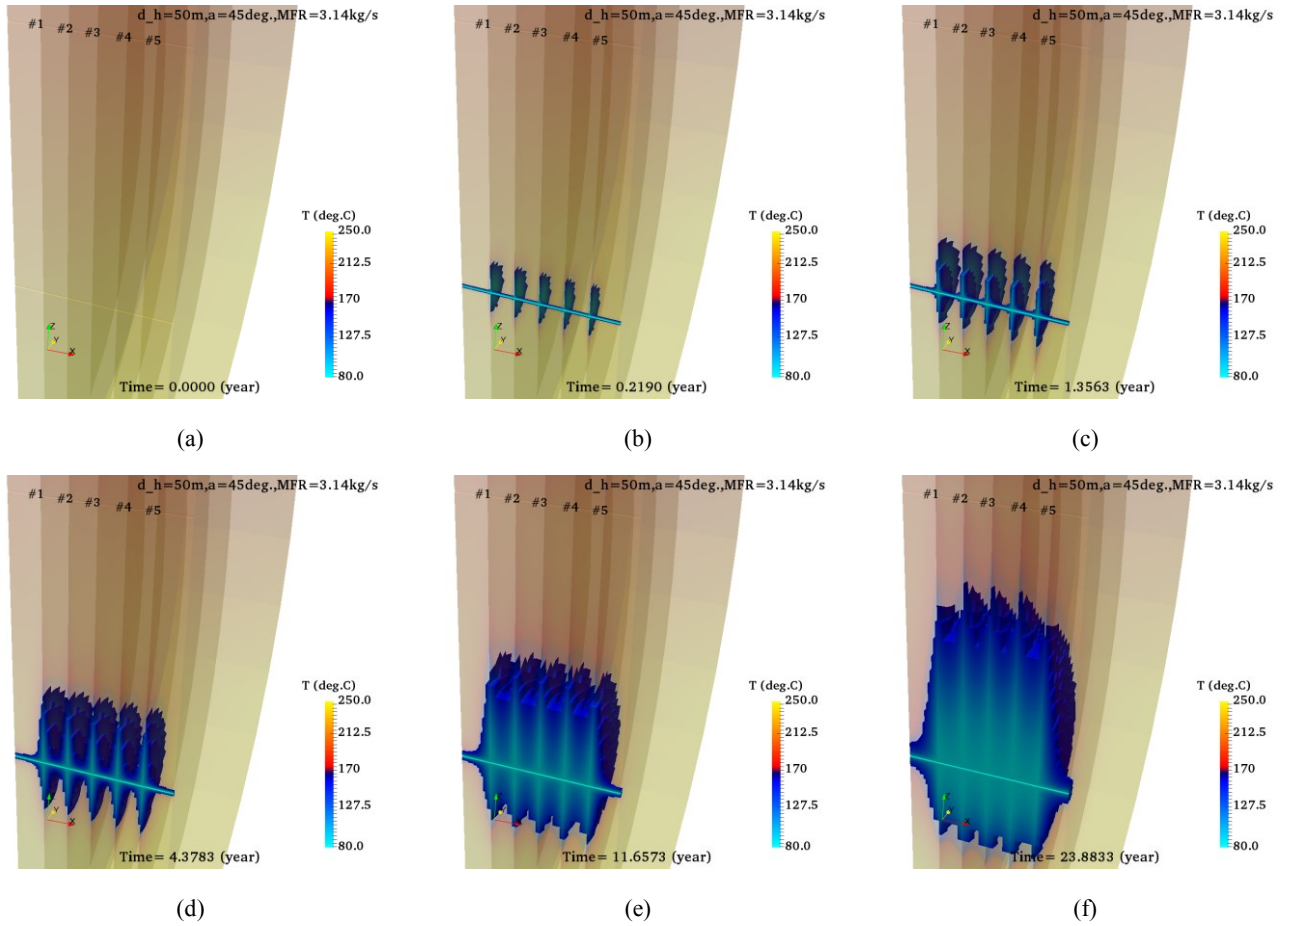 d_h=50m,a=45deg.,MFR=3.14kg/s
#1 #2 #3 #4 #5
T (deg.C)
250.0
212.5
170
127.5
80.0
Z
Y
X
Time= 0.0000 (year)
(a)
d_h=50m,a=45deg.,MFR=3.14kg/s
#1 #2 #3 #4 #5
T (deg.C)
250.0
212.5
170
127.5
80.0
Z
Y
X
Time= 0.2190 (year)
(b)
d_h=50m,a=45deg.,MFR=3.14kg/s
#1 #2 #3 #4 #5
T (deg.C)
250.0
212.5
170
127.5
80.0
Z
Y
X
Time= 1.3563 (year)
(c)
d_h=50m,a=45deg.,MFR=3.14kg/s
#1 #2 #3 #4 #5
T (deg.C)
250.0
212.5
170
127.5
80.0
Y
X
Time= 4.3783 (year)
(d)
d_h=50m,a=45deg.,MFR=3.14kg/s
#1 #2 #3 #4 #5
T (deg.C)
250.0
212.5
170
127.5
80.0
Time= 11.6573 (year)
(e)
d_h=50m,a=45deg.,MFR=3.14kg/s
#1 #2 #3 #4 #5
T (deg.C)
250.0
212.5
170
127.5
80.0
Time= 23.8833 (year)
(f)